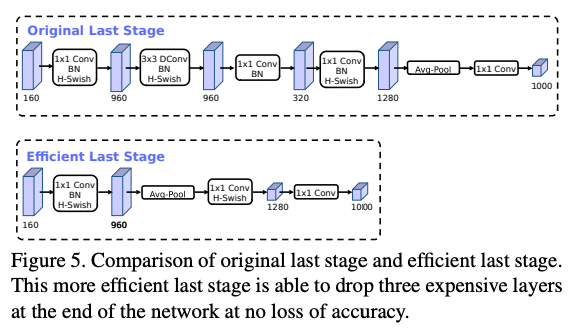 Original Last Stage
1x1 Conv
BN
H-Swish
3x3 DConv
BN
H-Swish
1x1 Conv
BN
1x1 Conv
BN
H-Swish
Avg-Pool
1x1 Conv
160
960
960
320
1280
1000
Efficient Last Stage
1x1 Conv
BN
H-Swish
Avg-Pool
1x1 Conv
H-Swish
1x1 Conv
160
960
1280
1000
Figure 5. Comparison of original last stage and efficient last stage.
This more efficient last stage is able to drop three expensive layers
at the end of the network at no loss of accuracy.